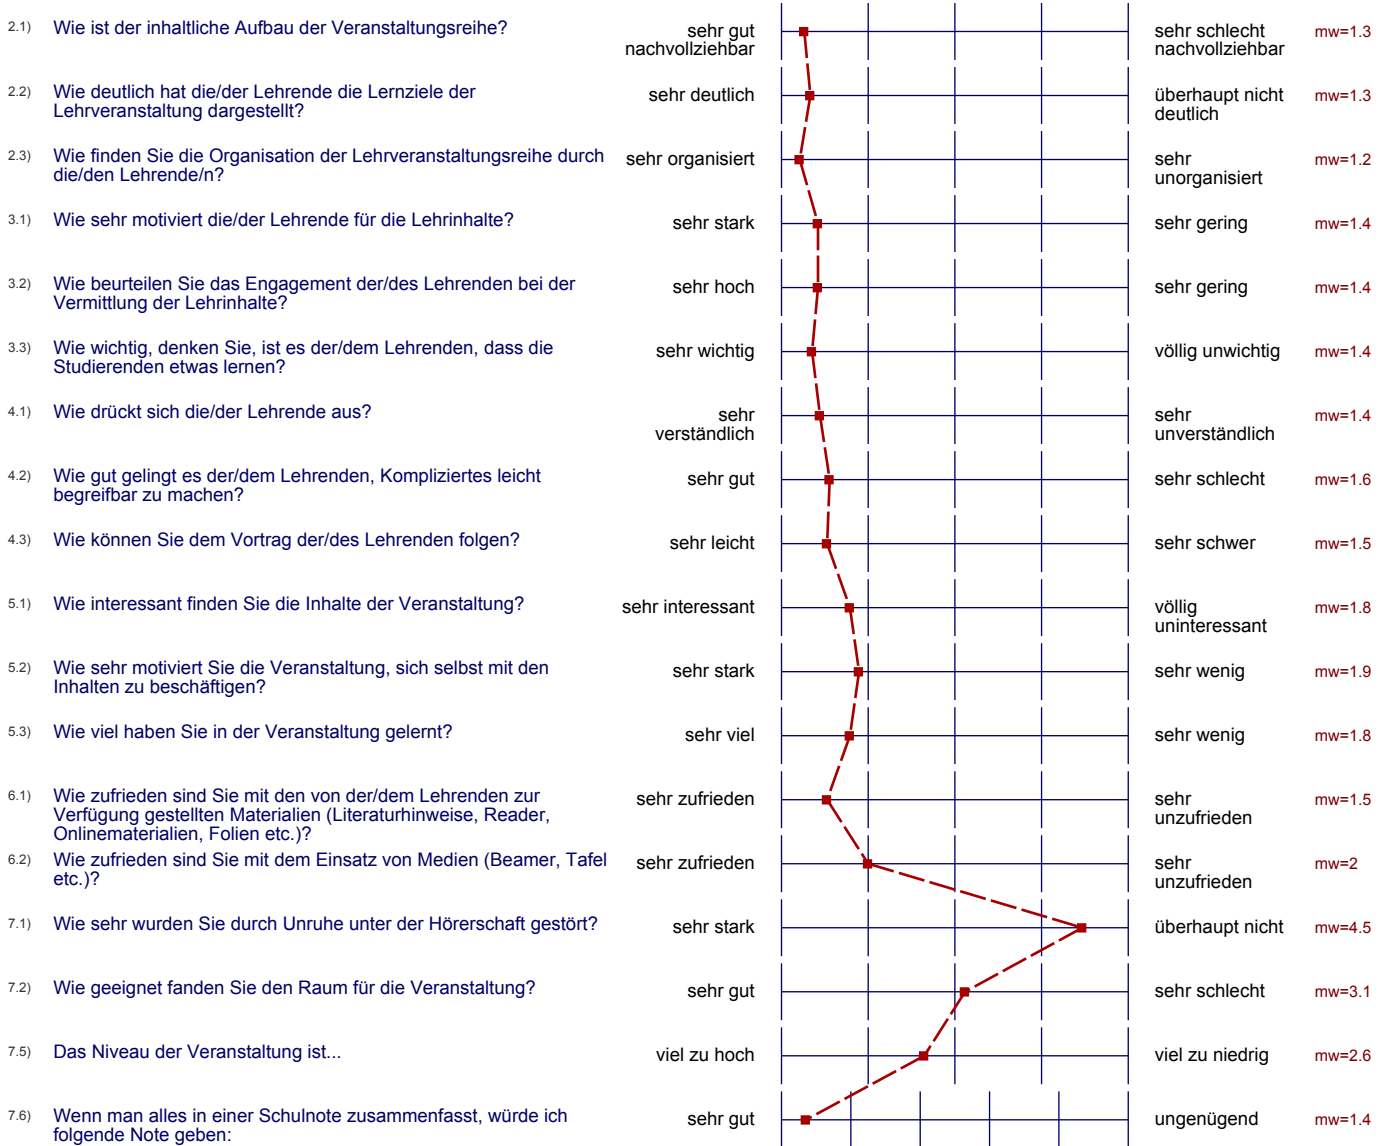 2.1) Wie ist der inhaltliche Aufbau der Veranstaltungsreihe? sehr gut sehr schlecht mw=1.3
nachvollziehbar nachvollziehbar
2.2) Wie deutlich hat die/der Lehrende die Lernziele der sehr deutlich überhaupt nicht mw=1.3
Lehrveranstaltung dargestellt? deutlich
2.3) Wie finden Sie die Organisation der Lehrveranstaltungsreihe durch sehr organisiert sehr mw=1.2
die/den Lehrende/n? unorganisiert
3.1) Wie sehr motiviert die/der Lehrende für die Lehrinhalte? sehr stark sehr gering mw=1.4
3.2) Wie beurteilen Sie das Engagement der/des Lehrenden bei der sehr hoch sehr gering mw=1.4
Vermittlung der Lehrinhalte?
3.3) Wie wichtig, denken Sie, ist es der/dem Lehrenden, dass die sehr wichtig völlig unwichtig mw=1.4
Studierenden etwas lernen?
4.1) Wie drückt sich die/der Lehrende aus? sehr sehr mw=1.4
verständlich unverständlich
4.2) Wie gut gelingt es der/dem Lehrenden, Kompliziertes leicht sehr gut sehr schlecht mw=1.6
begreifbar zu machen?
4.3) Wie können Sie dem Vortrag der/des Lehrenden folgen? sehr leicht sehr schwer mw=1.5
5.1) Wie interessant finden Sie die Inhalte der Veranstaltung? sehr interessant völlig mw=1.8
uninteressant
5.2) Wie sehr motiviert Sie die Veranstaltung, sich selbst mit den sehr stark sehr wenig mw=1.9
Inhalten zu beschäftigen?
5.3) Wie viel haben Sie in der Veranstaltung gelernt? sehr viel sehr wenig mw=1.8
6.1) Wie zufrieden sind Sie mit den von der/dem Lehrenden zur sehr zufrieden sehr mw=1.5
Verfügung gestellten Materialien (Literaturhinweise, Reader, unzufrieden
Onlinematerialien, Folien etc.)?
6.2) Wie zufrieden sind Sie mit dem Einsatz von Medien (Beamer, Tafel sehr zufrieden sehr mw=2
etc.)? unzufrieden
7.1) Wie sehr wurden Sie durch Unruhe unter der Hörerschaft gestört? sehr stark überhaupt nicht mw=4.5
7.2) Wie geeignet fanden Sie den Raum für die Veranstaltung? sehr gut sehr schlecht mw=3.1
7.5) Das Niveau der Veranstaltung ist... viel zu hoch viel zu niedrig mw=2.6
7.6) Wenn man alles in einer Schulnote zusammenfasst, würde ich sehr gut ungenügend mw=1.4
folgende Note geben: